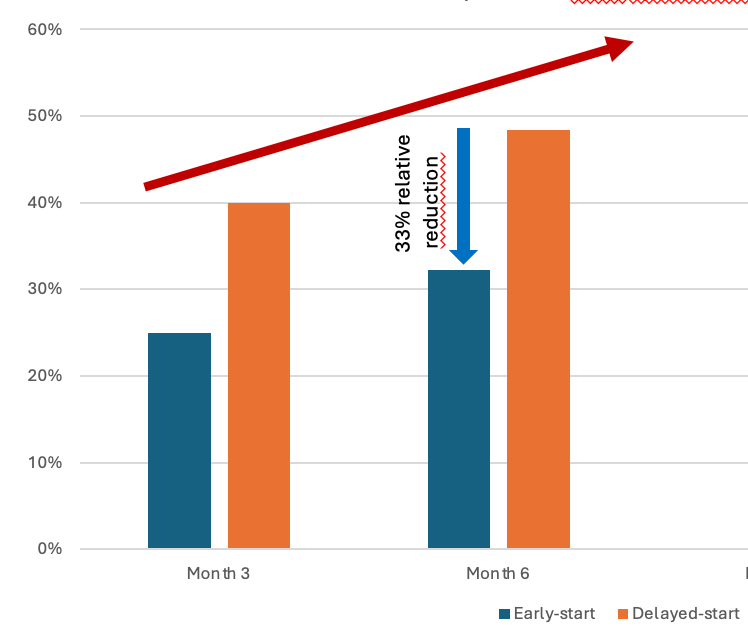 60%
50%
40%
30%
20%
10%
0%
33% relative
reduction
Month 3
Month 6
Early-start
Delayed-start